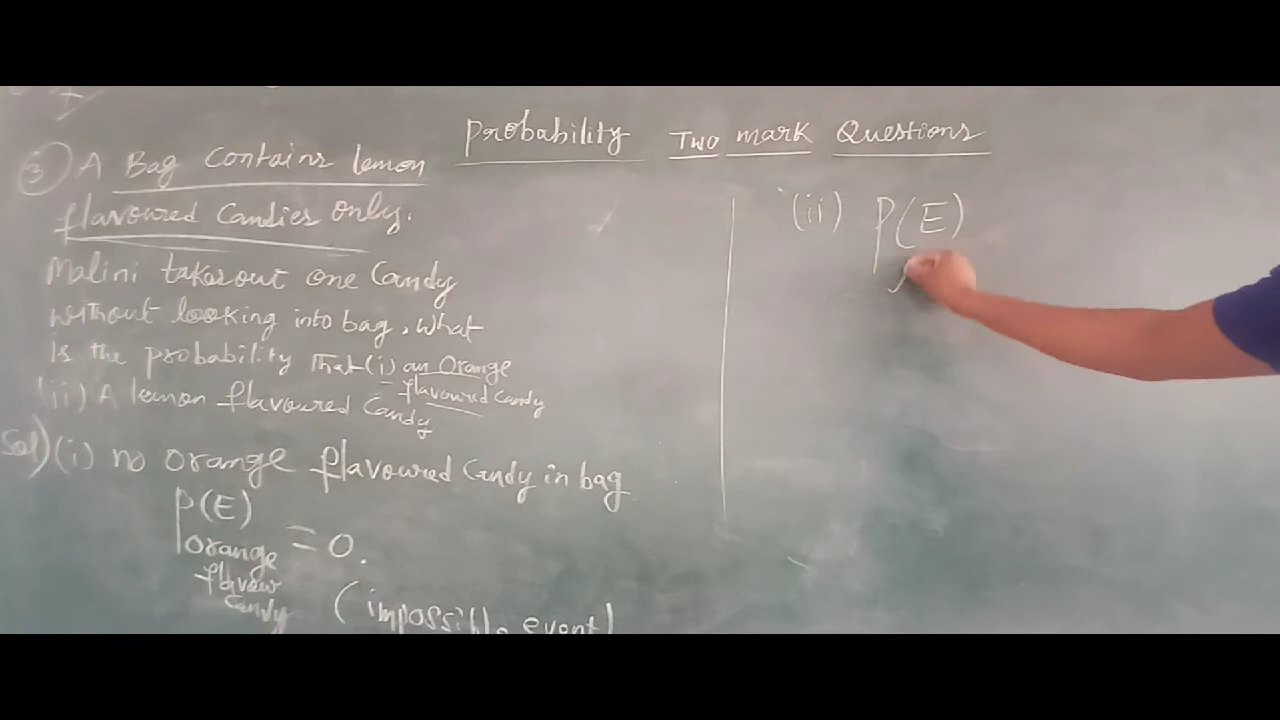 Probability Two mark Questions
③ A Bag Contains lemon
flavoured Candies only.
Malini takesout one Candy
without looking into bag, what
is the probability that (i) an Orange
flavoured candy
(ii) A lemon flavoured Candy
Sol) (i) no orange flavoured candy in bag
P(E)
orange = 0.
flavour
candy
(impossible event)
(ii) P(E)